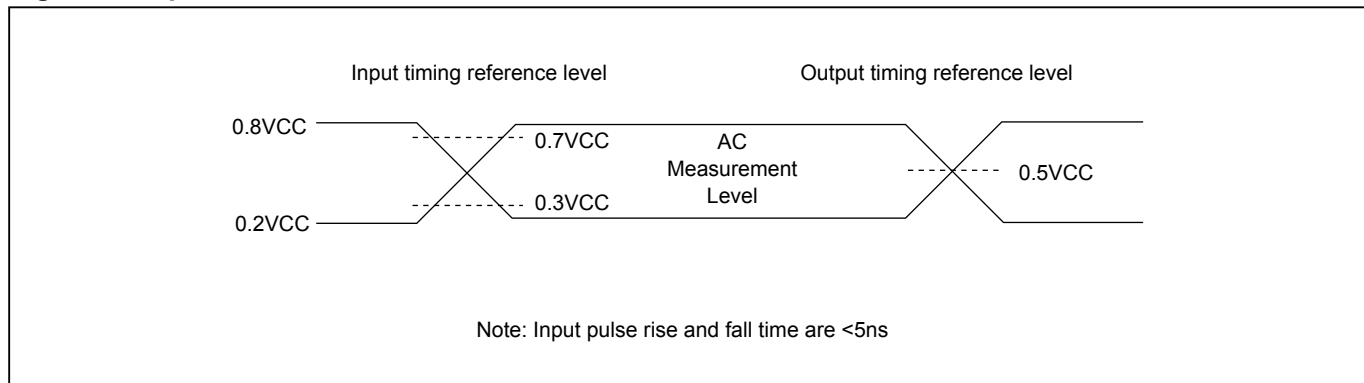 Input timing reference level
Output timing reference level
0.8VCC
0.7VCC
AC
Measurement
Level
0.5VCC
0.3VCC
0.2VCC
Note: Input pulse rise and fall time are <5ns